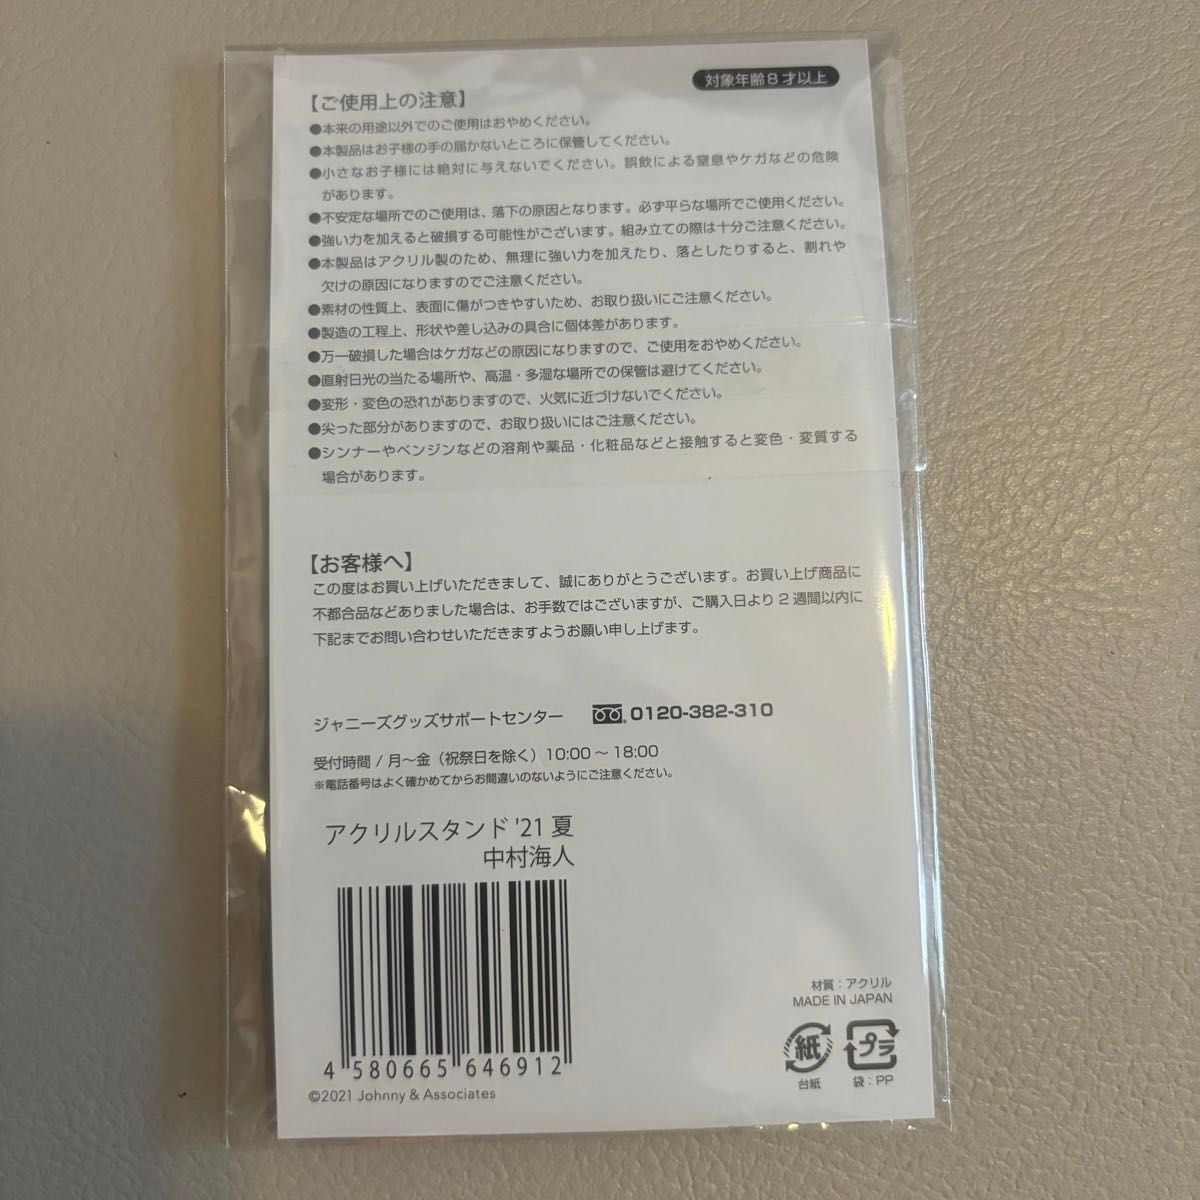 対象年齢8才以上
【ご使用上の注意】
●本来の用途以外でのご使用はおやめください。
●本製品はお子様の手の届かないところに保管してください。
●小さなお子様には絶対に与えないでください。誤飲による窒息やケガなどの危険
があります。
●不安定な場所でのご使用は、落下の原因となります。必ず平らな場所でご使用ください。
●強い力を加えると破損する可能性がございます。組み立ての際は十分ご注意ください。
●本製品はアクリル製のため、無理に強い力を加えたり、落としたりすると、割れや
欠けの原因になりますのでご注意ください。
●素材の性質上、表面に傷がつきやすいため、お取り扱いにご注意ください。
●製造の工程上、形状や差し込みの具合に個体差があります。
●万一破損した場合はケガなどの原因になりますので、ご使用をおやめください。
●直射日光の当たる場所や、高温・多湿な場所での保管は避けてください。
●変形・変色の恐れがありますので、火気に近づけないでください。
●尖った部分がありますので、お取り扱いにはご注意ください。
●シンナーやベンジンなどの溶剤や薬品・化粧品などと接触すると変色・変質する
場合があります。
【お客様へ】
この度はお買い上げいただきまして、誠にありがとうございます。お買い上げ商品に
不都合品などありました場合は、お手数ではございますが、ご購入日より2週間以内に
下記までお問い合わせいただきますようお願い申し上げます。
ジャニーズグッズサポートセンター 0120-382-310
受付時間 / 月〜金（祝祭日を除く）10:00〜18:00
※電話番号はよく確かめてからお間違いのないようにご注意ください。
アクリルスタンド'21 夏
中村海人
4 580665 646912
©2021 Johnny & Associates
材質：アクリル
MADE IN JAPAN
紙 プラ
台紙 袋：PP